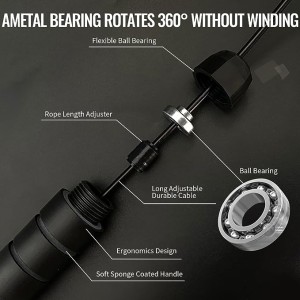 AMETAL BEARING ROTATES 360° WITHOUT WINDING
Flexible Ball Bearing
Rope Length Adjuster
Ball Bearing
Long Adjustable
Durable Cable
Ergonomics Design
Soft Sponge Coated Handle